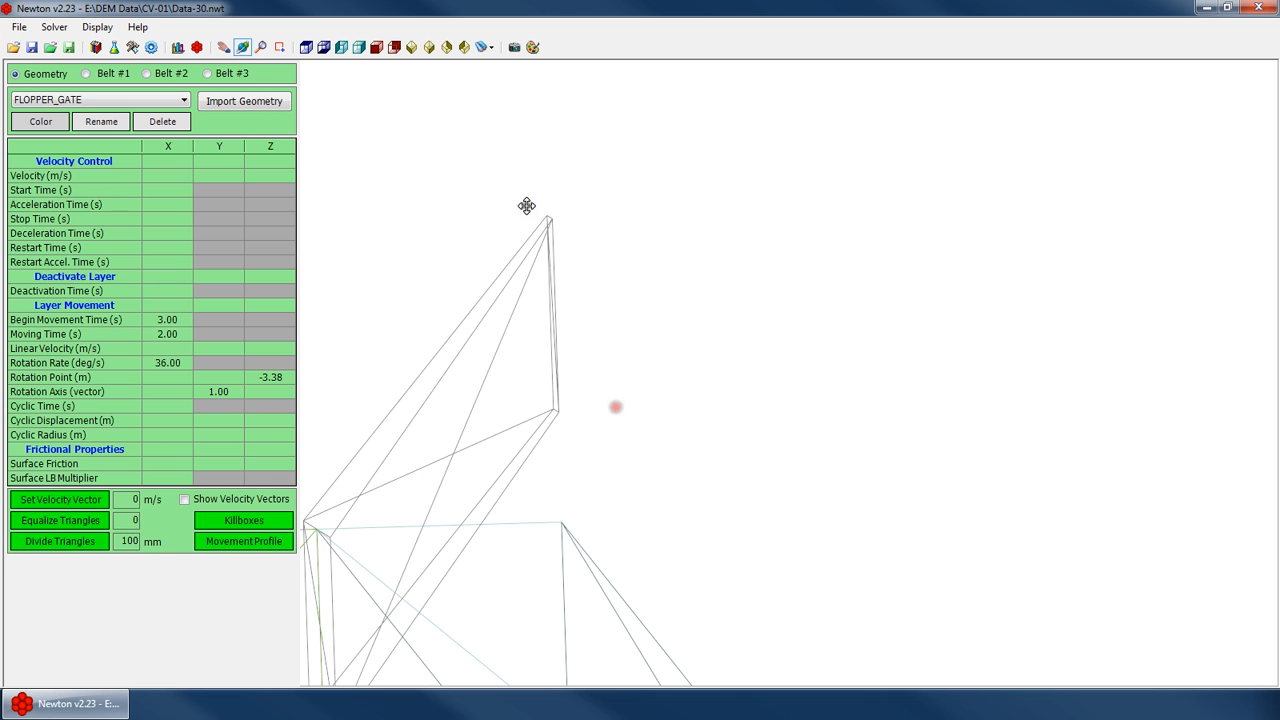 Newton v2.23 - E:\DEM Data\CV-01\Data-30.nwt
File Solver Display Help
Geometry Belt #1 Belt #2 Belt #3
FLOPPER_GATE Import Geometry
Color Rename Delete
X Y Z
Velocity Control
Velocity (m/s)
Start Time (s)
Acceleration Time (s)
Stop Time (s)
Deceleration Time (s)
Restart Time (s)
Restart Accel. Time (s)
Deactivate Layer
Deactivation Time (s)
Layer Movement
Begin Movement Time (s) 3.00
Moving Time (s) 2.00
Linear Velocity (m/s)
Rotation Rate (deg/s) 36.00
Rotation Point (m) -3.38
Rotation Axis (vector) 1.00
Cyclic Time (s)
Cyclic Displacement (m)
Cyclic Radius (m)
Frictional Properties
Surface Friction
Surface LB Multiplier
Set Velocity Vector 0 m/s Show Velocity Vectors
Equalize Triangles 0 Killboxes
Divide Triangles 100 mm Movement Profile
Newton v2.23 - E:...